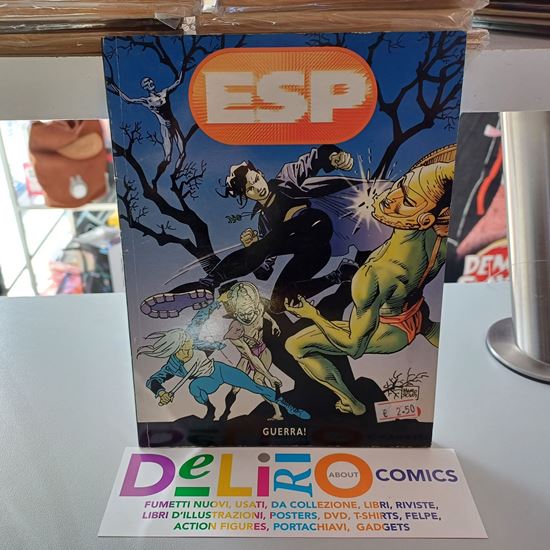 ESP
€ 2.50
GUERRA!
DELIRIO ABOUT COMICS
FUMETTI NUOVI, USATI, DA COLLEZIONE, LIBRI, RIVISTE,
LIBRI D'ILLUSTRAZIONI, POSTERS, DVD, T-SHIRTS, FELPE,
ACTION FIGURES, PORTACHIAVI, GADGETS